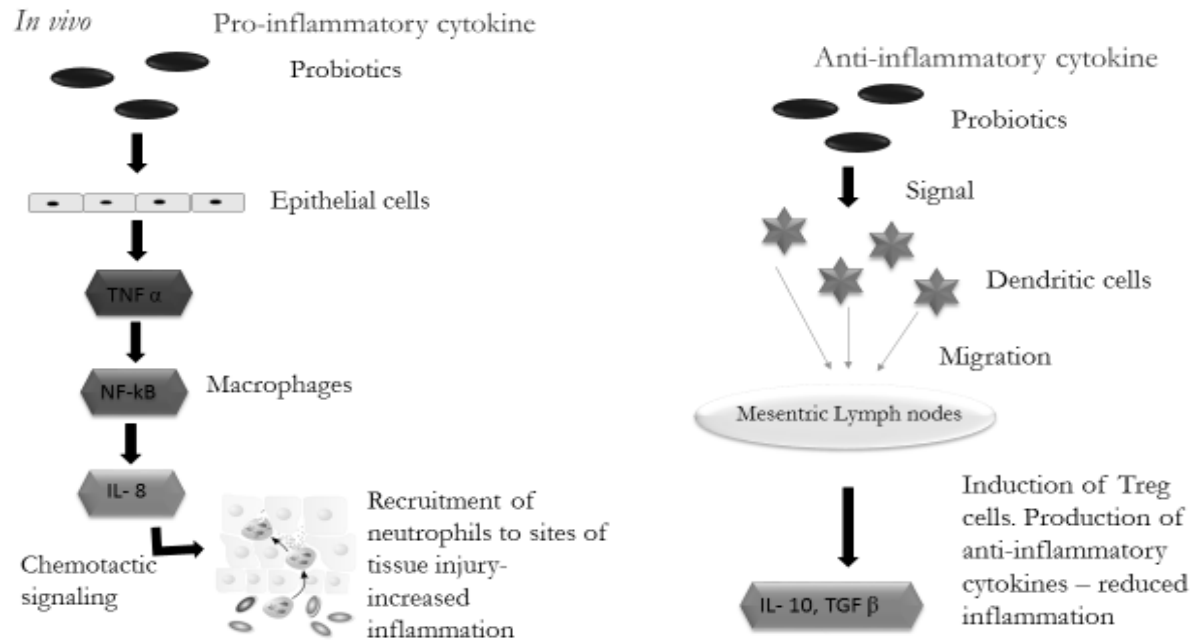 In vivo
Pro-inflammatory cytokine
Probiotics
Epithelial cells
TNF α
NF-kB
Macrophages
IL- 8
Chemotactic
signaling
Recruitment of
neutrophils to sites of
tissue injury-
increased
inflammation
Anti-inflammatory cytokine
Probiotics
Signal
Dendritic cells
Migration
Mesentric Lymph nodes
Induction of Treg
cells. Production of
anti-inflammatory
cytokines – reduced
inflammation
IL- 10, TGF β